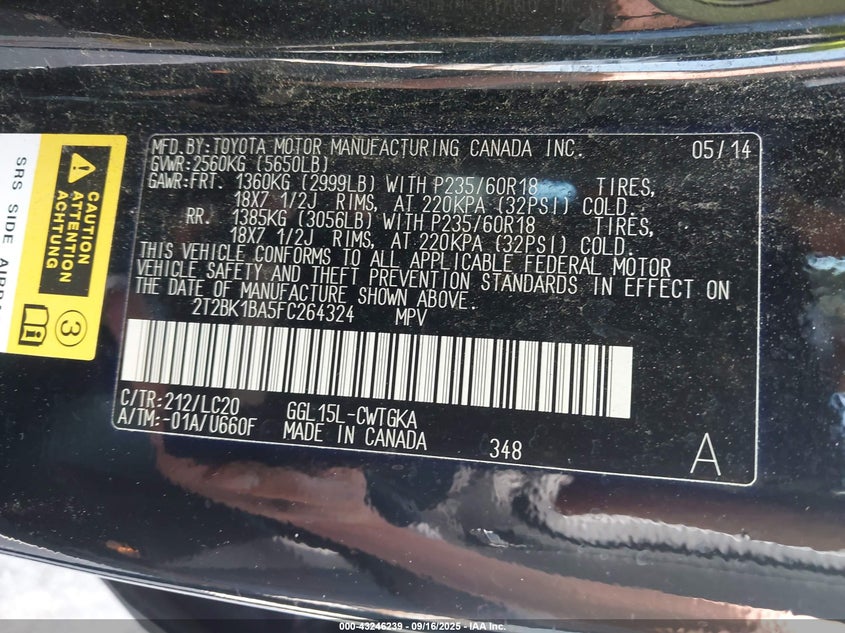 MFD.BY:TOYOTA MOTOR MANUFACTURING CANADA INC. 05/14
GVWR:2560KG (5650LB)
GAWR:FRT. 1360KG (2999LB) WITH P235/60R18 TIRES,
18X7 1/2J RIMS, AT 220KPA (32PSI) COLD.
RR. 1385KG (3056LB) WITH P235/60R18 TIRES,
18X7 1/2J RIMS, AT 220KPA (32PSI) COLD.
THIS VEHICLE CONFORMS TO ALL APPLICABLE FEDERAL MOTOR
VEHICLE SAFETY AND THEFT PREVENTION STANDARDS IN EFFECT ON
THE DATE OF MANUFACTURE SHOWN ABOVE.
2T2BK1BA5FC264324 MPV
C/TR:212/LC20 GGL15L-CWTGKA
A/TM:-01A/U660F MADE IN CANADA 348 A
CAUTION
ATTENTION
ACHTUNG
3
i
SRS SIDE
000-43246239 - 09/16/2025 - IAA Inc.